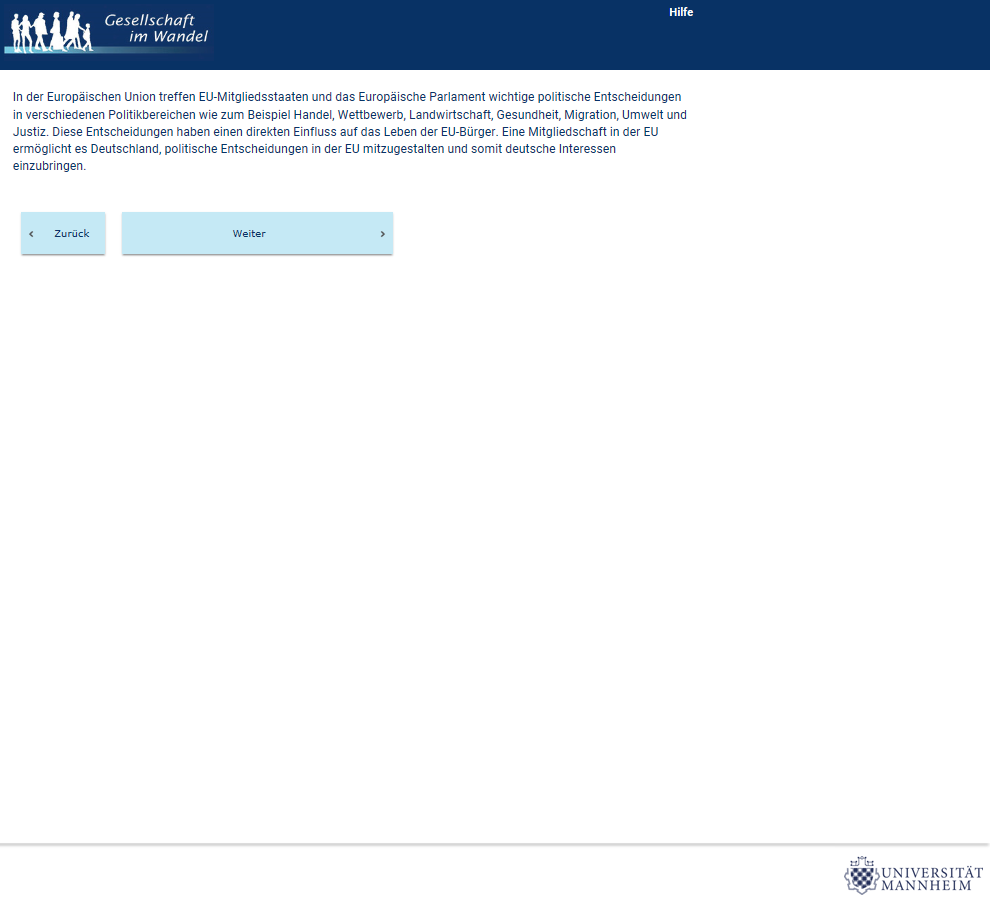 Gesellschaft
im Wandel
Hilfe
In der Europäischen Union treffen EU-Mitgliedsstaaten und das Europäische Parlament wichtige politische Entscheidungen
in verschiedenen Politikbereichen wie zum Beispiel Handel, Wettbewerb, Landwirtschaft, Gesundheit, Migration, Umwelt und
Justiz. Diese Entscheidungen haben einen direkten Einfluss auf das Leben der EU-Bürger. Eine Mitgliedschaft in der EU
ermöglicht es Deutschland, politische Entscheidungen in der EU mitzugestalten und somit deutsche Interessen
einzubringen.
‹ Zurück
Weiter ›
UNIVERSITÄT
MANNHEIM